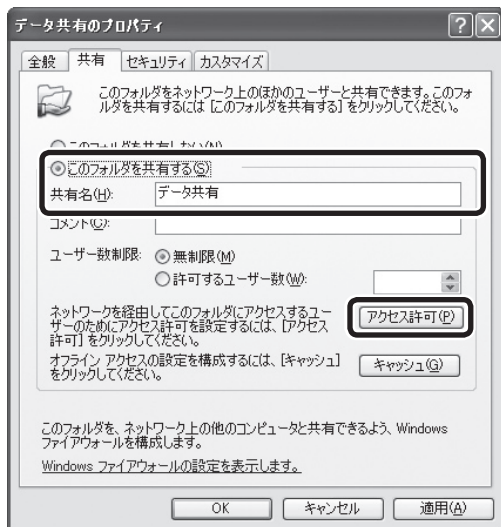 データ共有のプロパティ
全般 共有 セキュリティ カスタマイズ
このフォルダをネットワーク上のほかのユーザーと共有できます。このフォ
ルダを共有するには [このフォルダを共有する] をクリックしてください。
このフォルダを共有しない(N)
このフォルダを共有する(S)
共有名(H): データ共有
コメント(C):
ユーザー数制限: 無制限(M)
許可するユーザー数(W):
ネットワークを経由してこのフォルダにアクセスするユー
ザーのためにアクセス許可を設定するには、[アクセス
許可] をクリックしてください。
アクセス許可(P)
オフライン アクセスの設定を構成するには、[キャッシュ]
をクリックしてください。
キャッシュ(G)
このフォルダを、ネットワーク上の他のコンピュータと共有できるよう、Windows
ファイアウォールを構成します。
Windows ファイアウォールの設定を表示します。
OK キャンセル 適用(A)